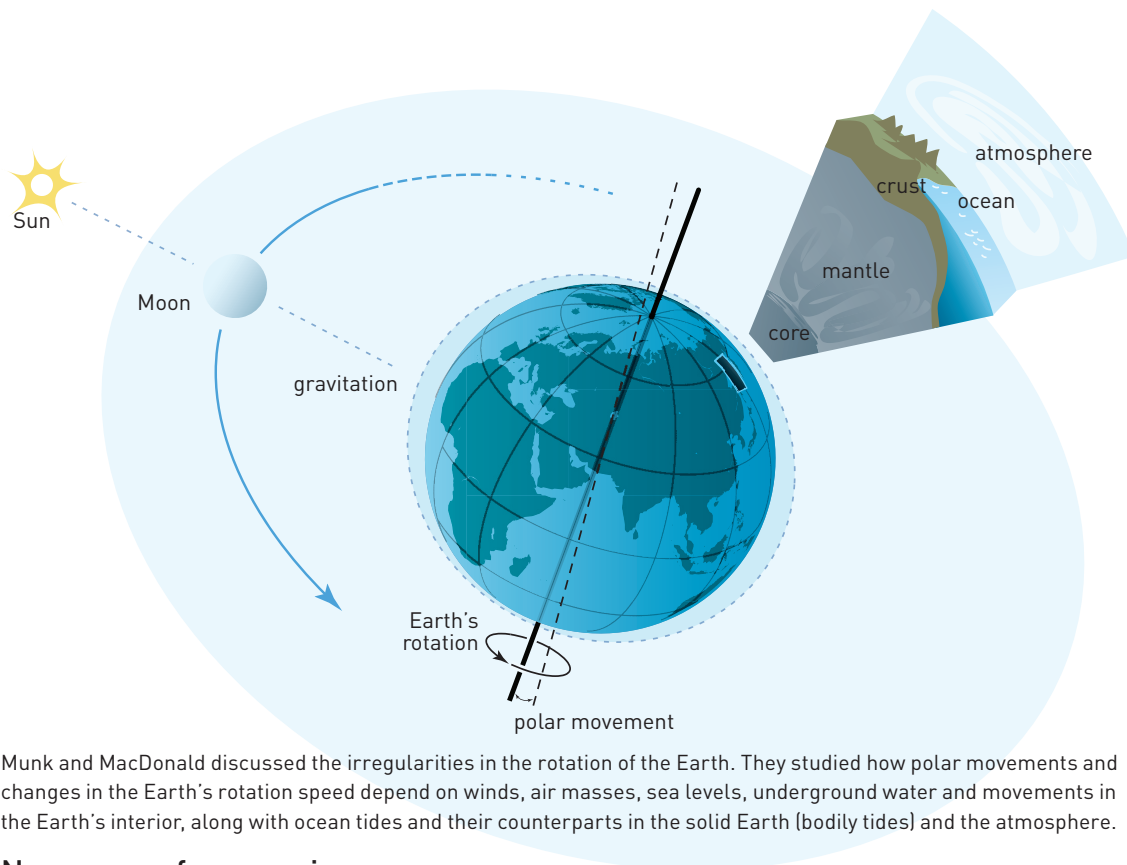 atmosphere
crust
ocean
Sun
mantle
Moon
core
gravitation
Earth's
rotation
polar movement
Munk and MacDonald discussed the irregularities in the rotation of the Earth. They studied how polar movements and
changes in the Earth's rotation speed depend on winds, air masses, sea levels, underground water and movements in
the Earth's interior, along with ocean tides and their counterparts in the solid Earth (bodily tides) and the atmosphere.